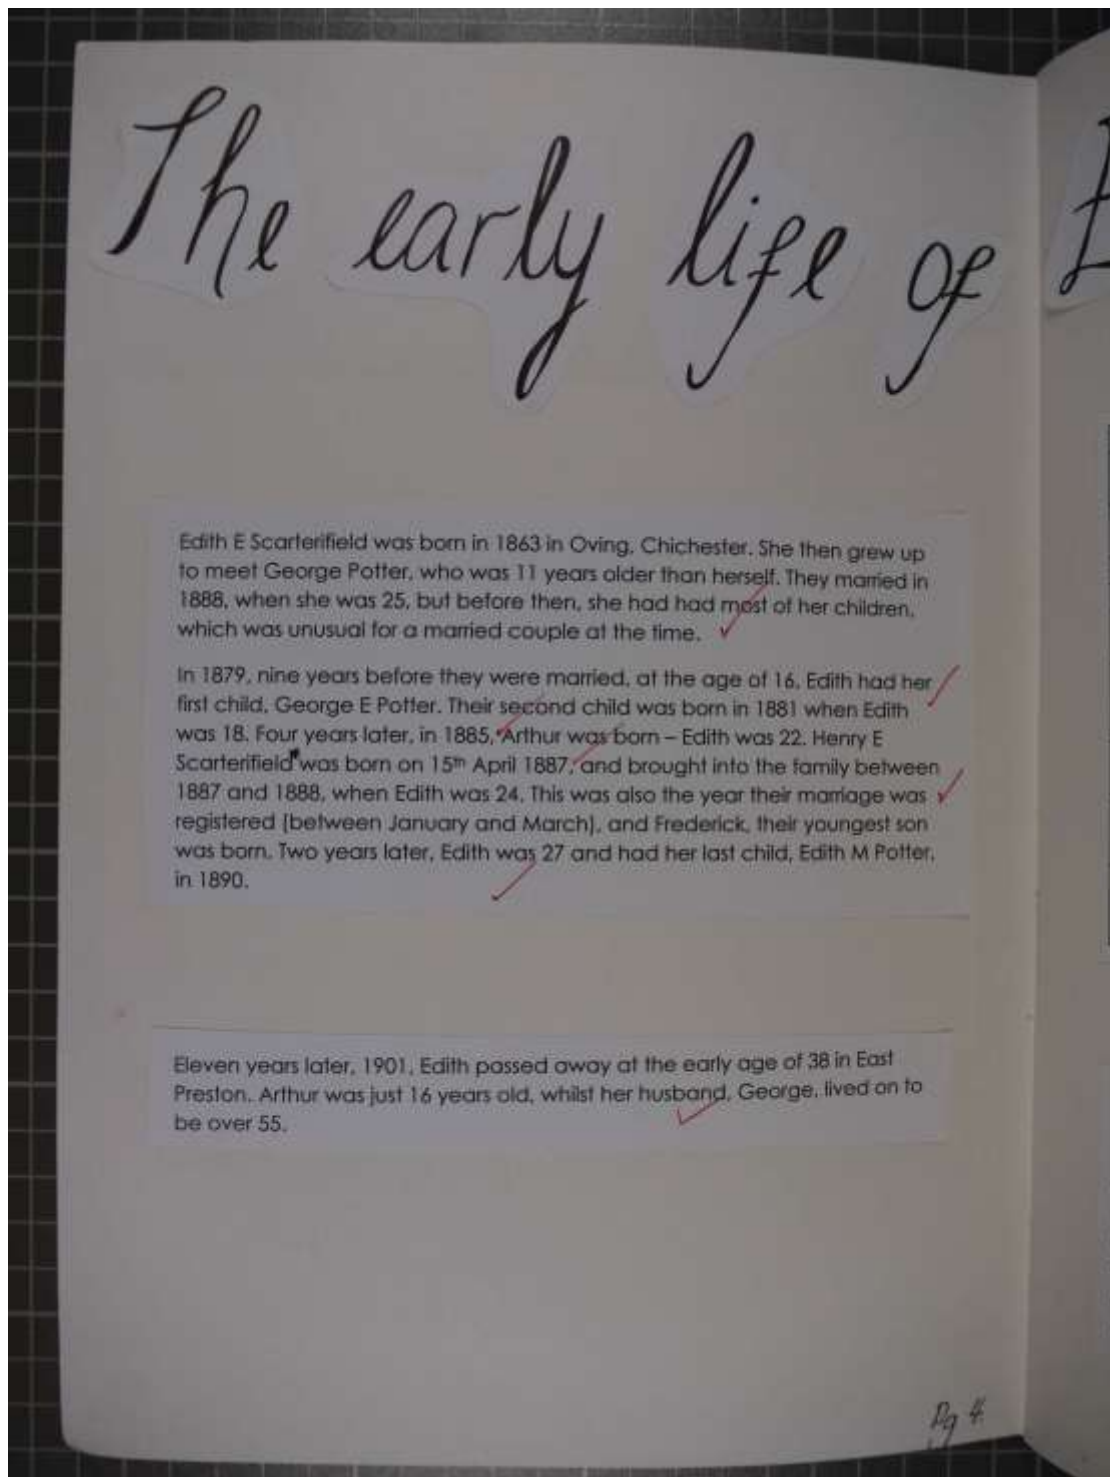 The early life of
Edith E Scarterifield was born in 1863 in Oving, Chichester. She then grew up
to meet George Potter, who was 11 years older than herself. They married in
1888, when she was 25, but before then, she had had most of her children,
which was unusual for a married couple at the time.
In 1879, nine years before they were married, at the age of 16, Edith had her
first child, George E Potter. Their second child was born in 1881 when Edith
was 18. Four years later, in 1885, Arthur was born – Edith was 22. Henry E
Scarterifield was born on 15th April 1887, and brought into the family between
1887 and 1888, when Edith was 24. This was also the year their marriage was
registered (between January and March), and Frederick, their youngest son
was born. Two years later, Edith was 27 and had her last child, Edith M Potter,
in 1890.
Eleven years later, 1901, Edith passed away at the early age of 38 in East
Preston. Arthur was just 16 years old, whilst her husband, George, lived on to
be over 55.
Pg 4